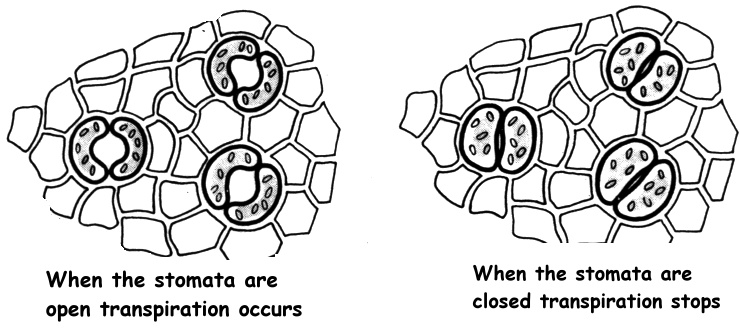 When the stomata are
open transpiration occurs
When the stomata are
closed transpiration stops